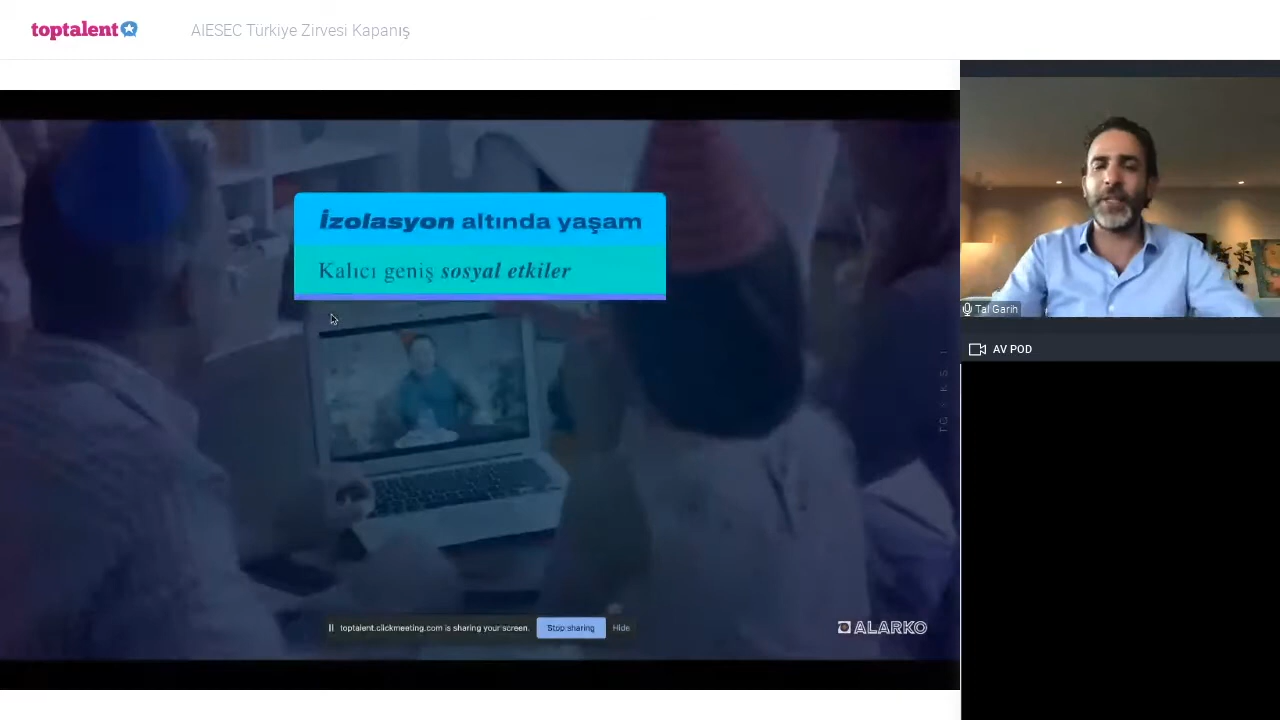 toptalent
AIESEC Türkiye Zirvesi Kapanış
İzolasyon altında yaşam
Kalıcı geniş sosyal etkiler
Tal Garih
AV POD
toptalent.clickmeeting.com is sharing your screen.
Stop sharing
Hide
ALARKO